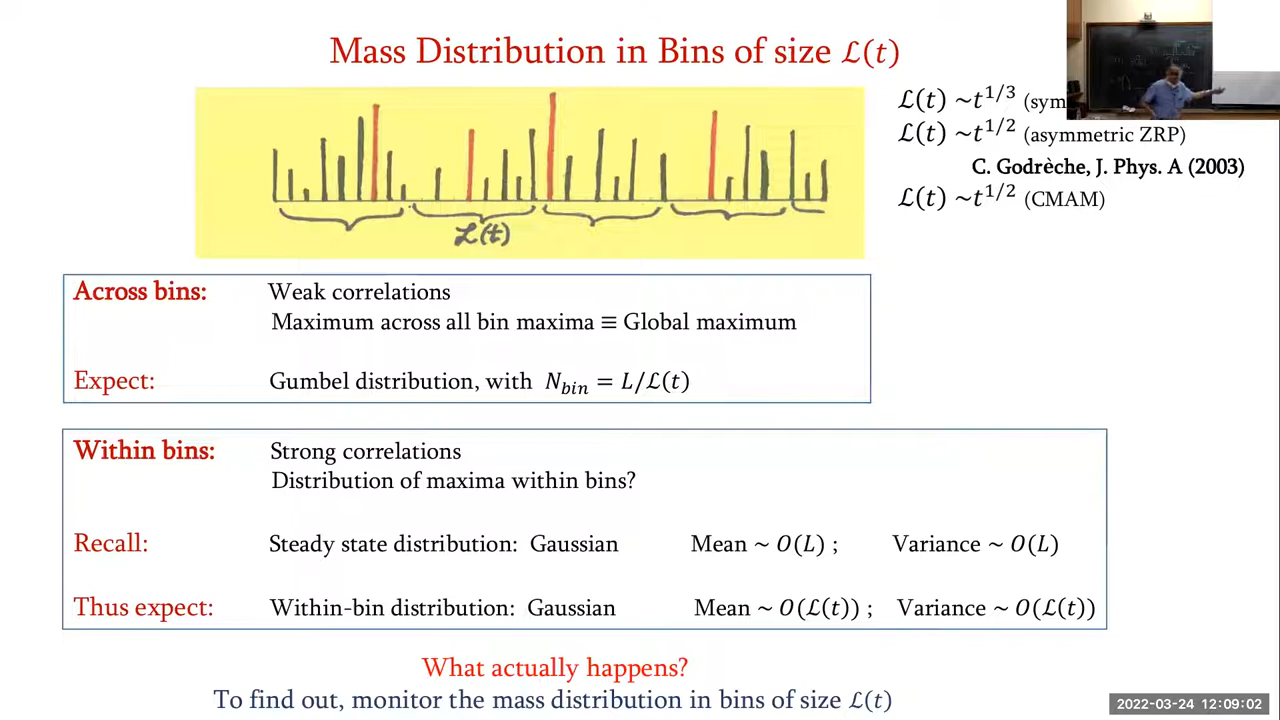 Mass Distribution in Bins of size ℒ(t)
ℒ(t) ~t^{1/3} (sym
ℒ(t) ~t^{1/2} (asymmetric ZRP)
C. Godrèche, J. Phys. A (2003)
ℒ(t) ~t^{1/2} (CMAM)
ℒ(t)
Across bins: Weak correlations
Maximum across all bin maxima ≡ Global maximum
Expect: Gumbel distribution, with N_{bin} = L/ℒ(t)
Within bins: Strong correlations
Distribution of maxima within bins?
Recall: Steady state distribution: Gaussian Mean ~ O(L) ; Variance ~ O(L)
Thus expect: Within-bin distribution: Gaussian Mean ~ O(ℒ(t)) ; Variance ~ O(ℒ(t))
What actually happens?
To find out, monitor the mass distribution in bins of size ℒ(t)
2022-03-24 12:09:02